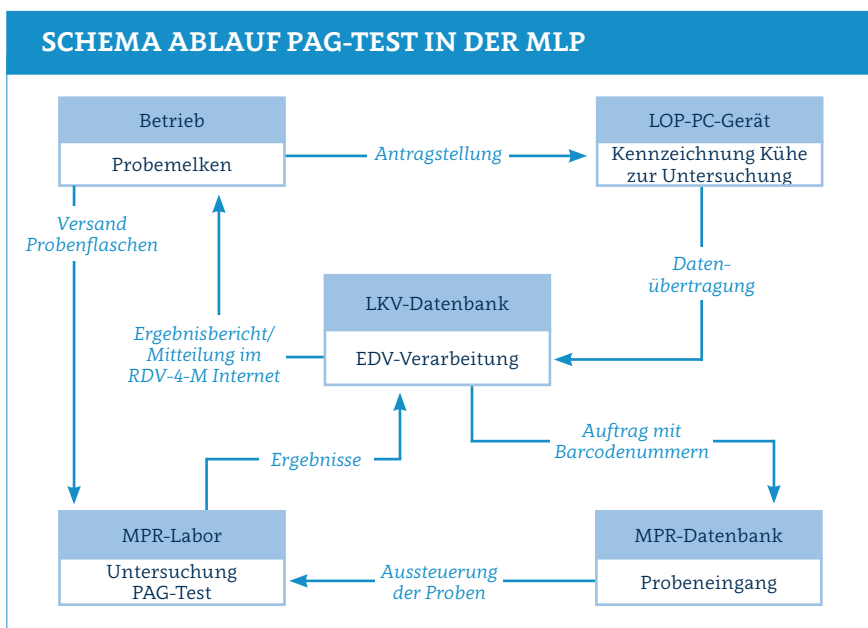 SCHEMA ABLAUF PAG-TEST IN DER MLP
Betrieb
Probemelken
Antragstellung
LOP-PC-Gerät
Kennzeichnung Kühe
zur Untersuchung
Versand
Probenflaschen
Daten-
übertragung
LKV-Datenbank
EDV-Verarbeitung
Ergebnisbericht/
Mitteilung im
RDV-4-M Internet
Auftrag mit
Barcodenummern
Ergebnisse
MPR-Labor
Untersuchung
PAG-Test
Aussteuerung
der Proben
MPR-Datenbank
Probeneingang